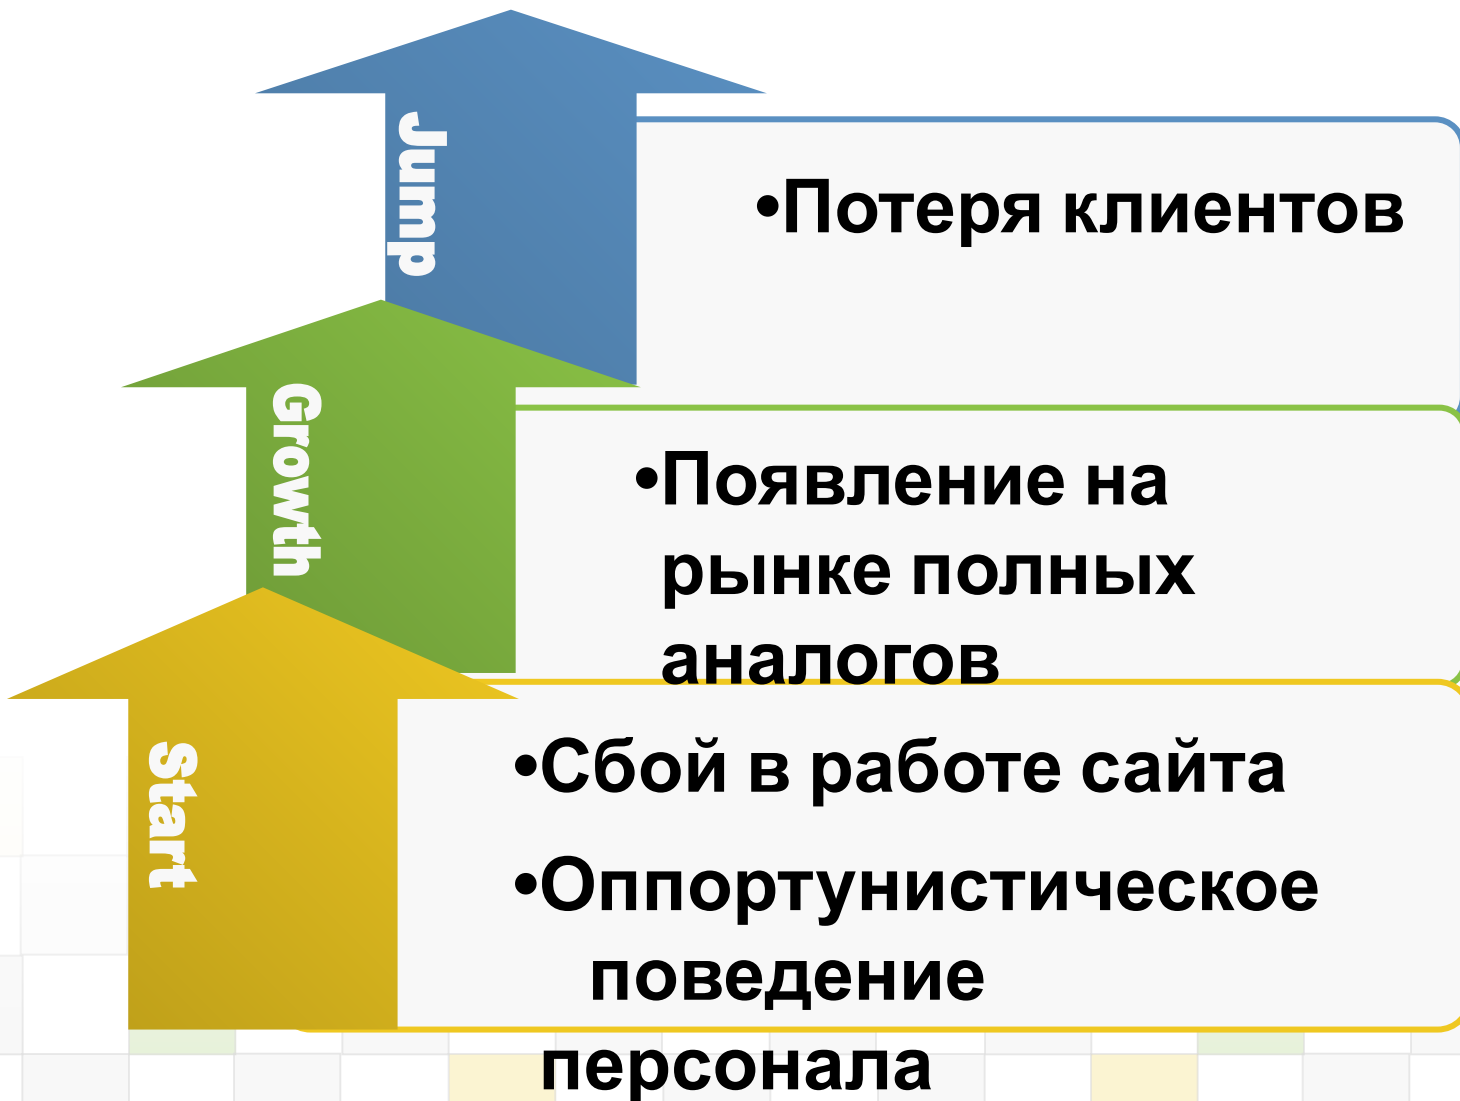 Jump
•Потеря клиентов
Growth
•Появление на
рынке полных
аналогов
Start
•Сбой в работе сайта
•Оппортунистическое
поведение
персонала